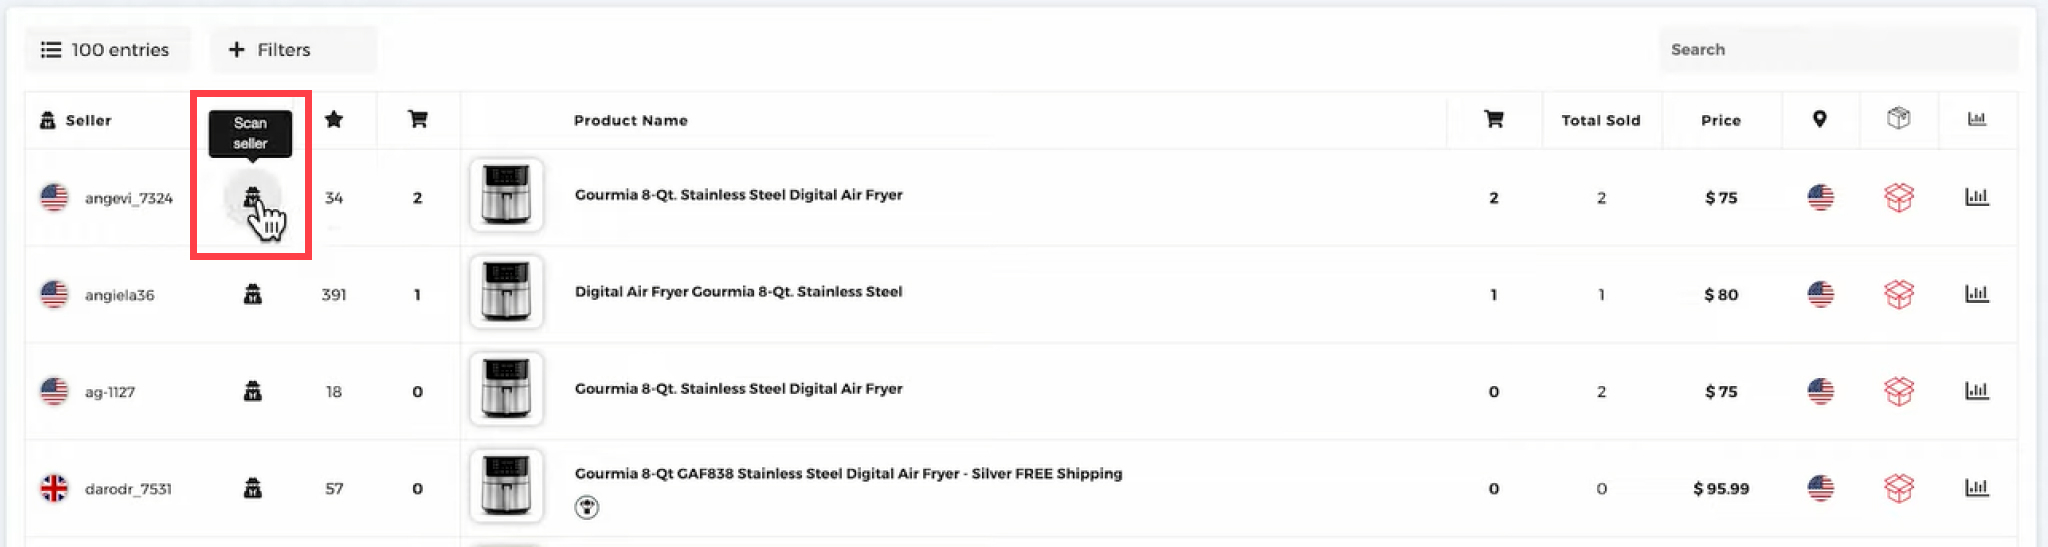 100 entries
Filters
Search
Seller
Scan
seller
Product Name
Total Sold
Price
angevi_7324
34
2
Gourmia 8-Qt. Stainless Steel Digital Air Fryer
2
2
$ 75
angiela36
391
1
Digital Air Fryer Gourmia 8-Qt. Stainless Steel
1
1
$ 80
ag-1127
18
0
Gourmia 8-Qt. Stainless Steel Digital Air Fryer
0
2
$ 75
darodr_7531
57
0
Gourmia 8-Qt GAF838 Stainless Steel Digital Air Fryer - Silver FREE Shipping
0
0
$ 95.99